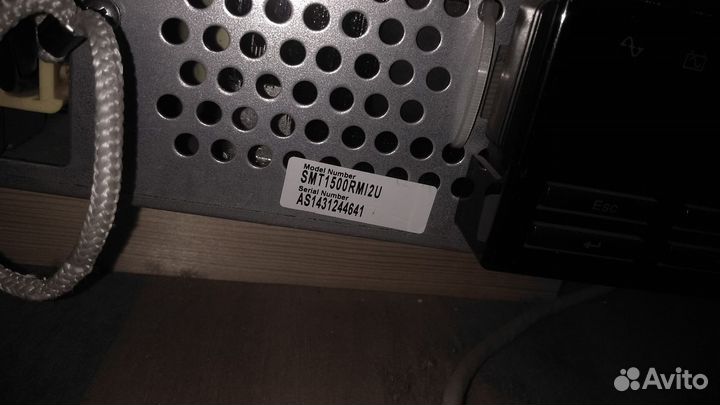 Model Number
SMT1500RMI2U
Serial Number
AS1431244641
Esc
Avito